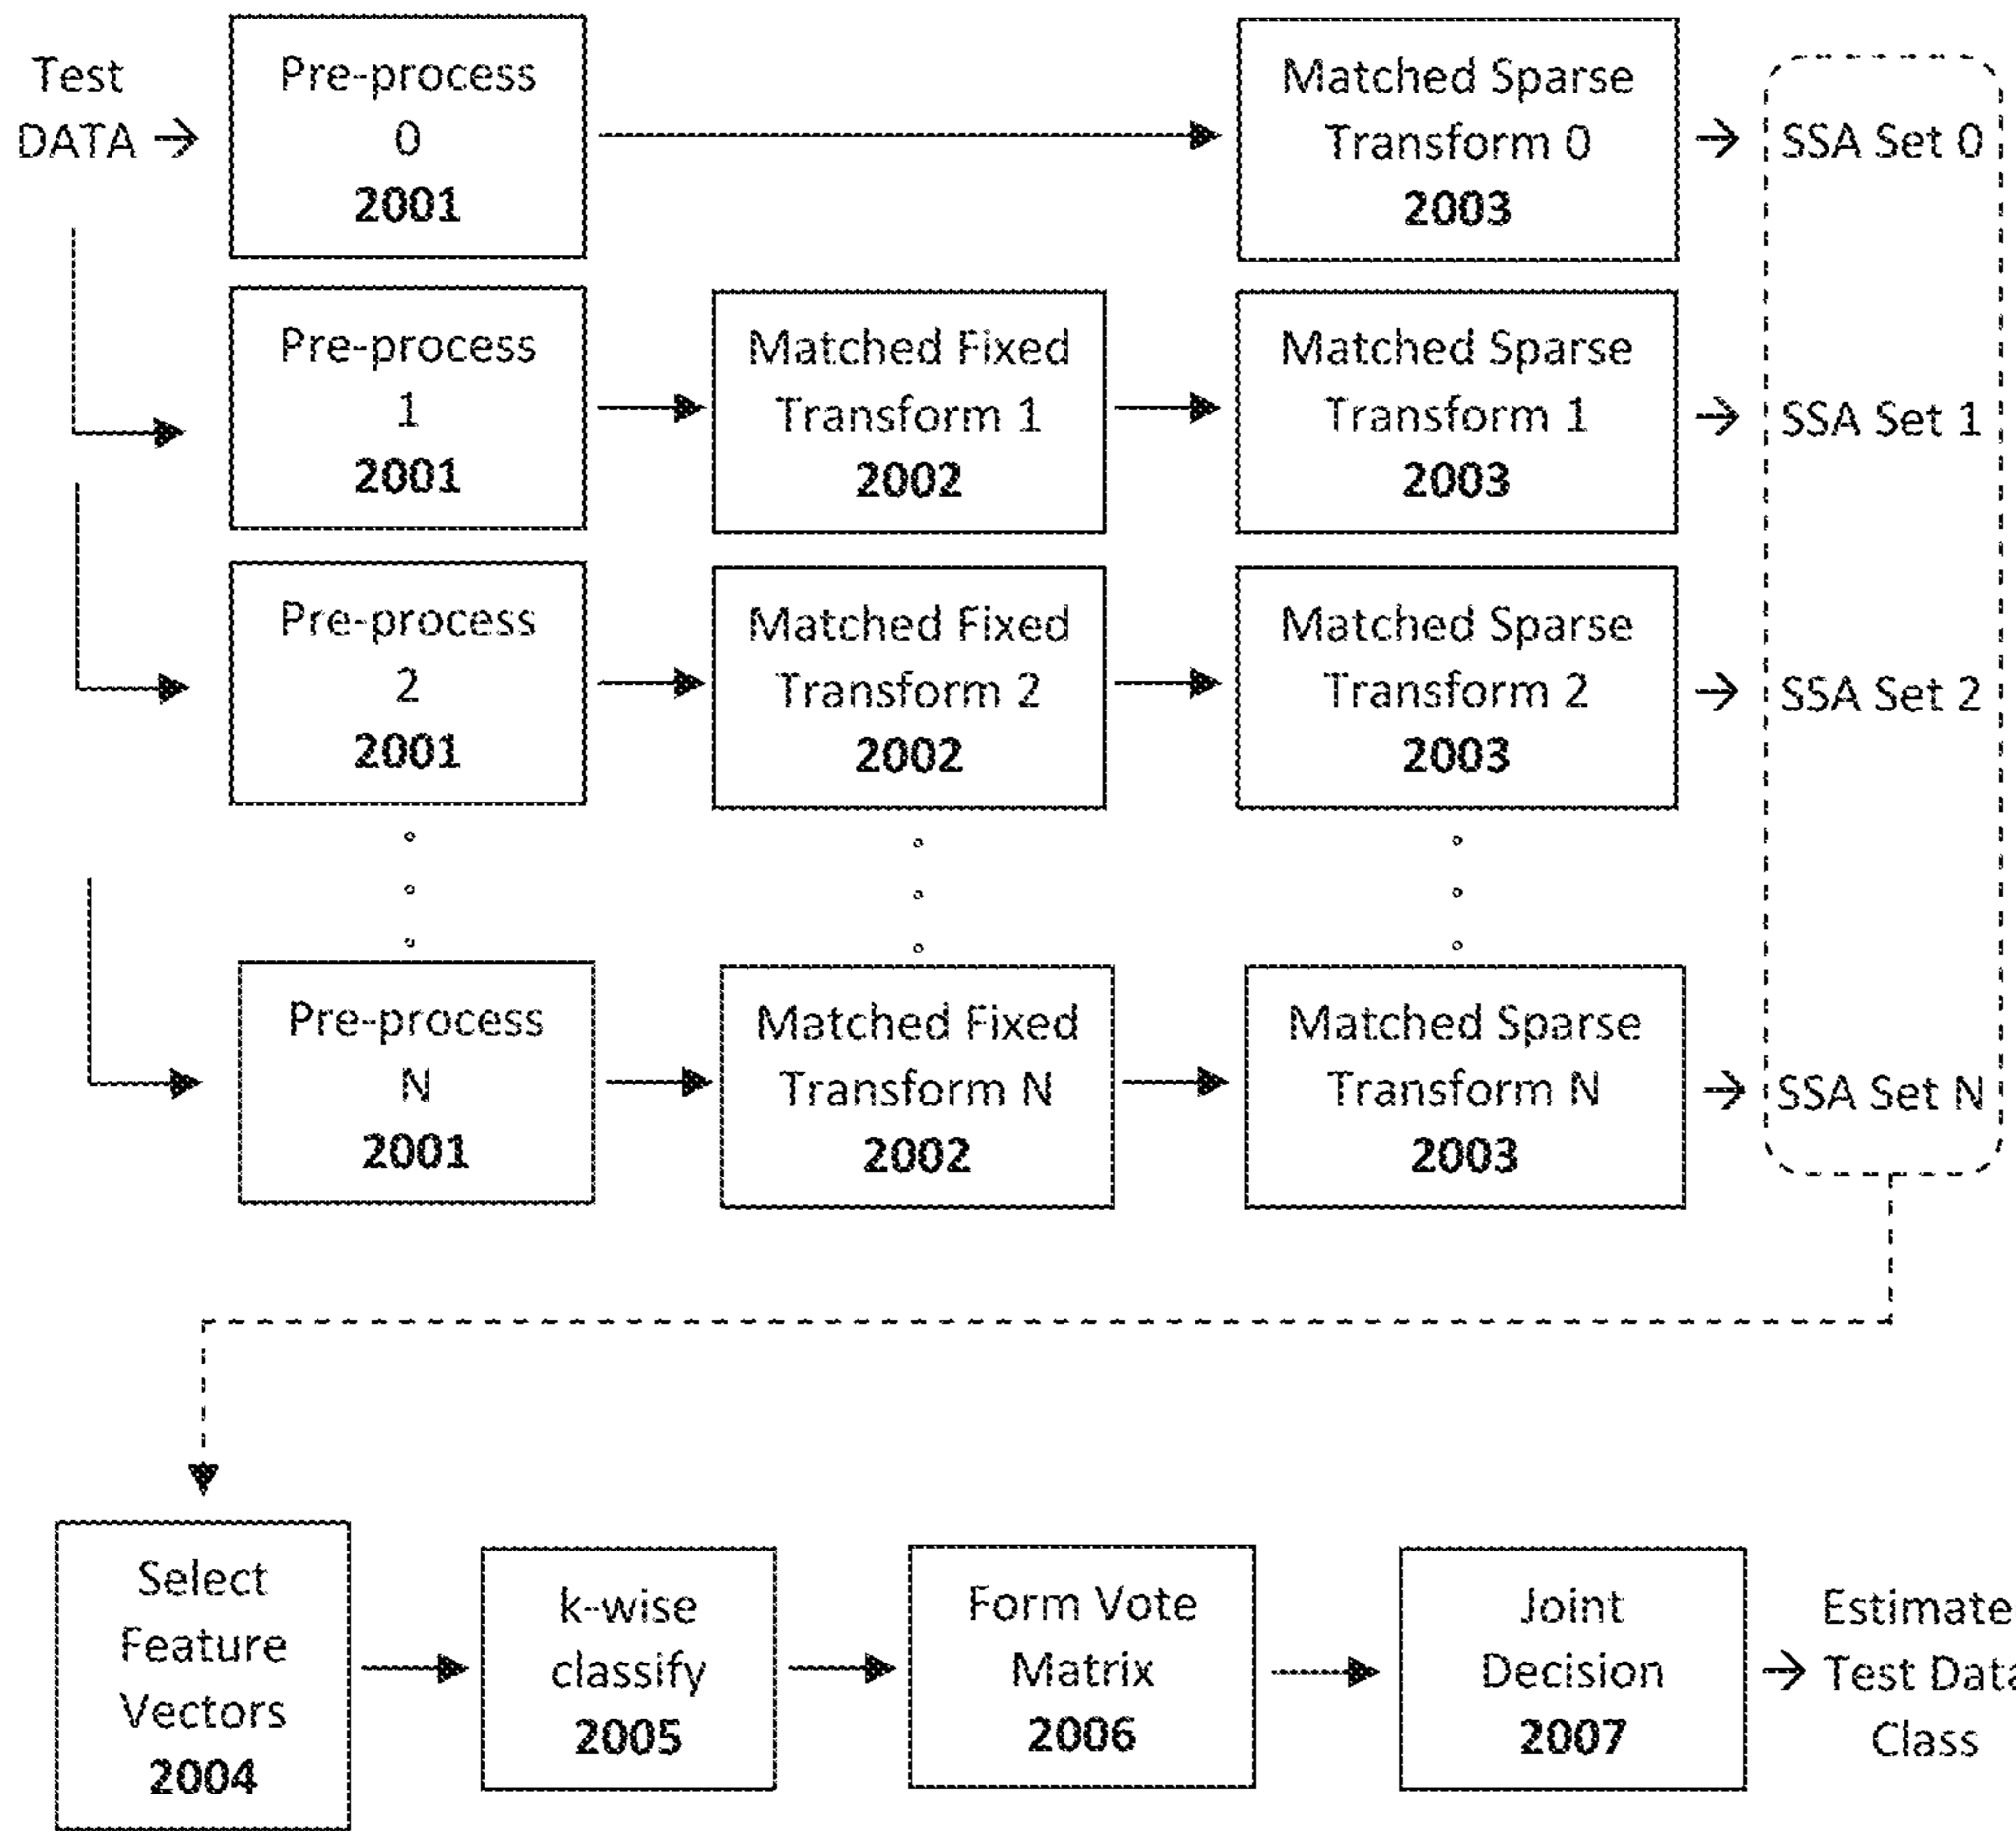 Test
DATA →
Pre-process
0
2001
Matched Sparse
Transform 0
2003
→ SSA Set 0
Pre-process
1
2001
Matched Fixed
Transform 1
2002
Matched Sparse
Transform 1
2003
→ SSA Set 1
Pre-process
2
2001
Matched Fixed
Transform 2
2002
Matched Sparse
Transform 2
2003
→ SSA Set 2
Pre-process
N
2001
Matched Fixed
Transform N
2002
Matched Sparse
Transform N
2003
→ SSA Set N
Select
Feature
Vectors
2004
k-wise
classify
2005
Form Vote
Matrix
2006
Joint
Decision
2007
Estimate
→ Test Data
Class